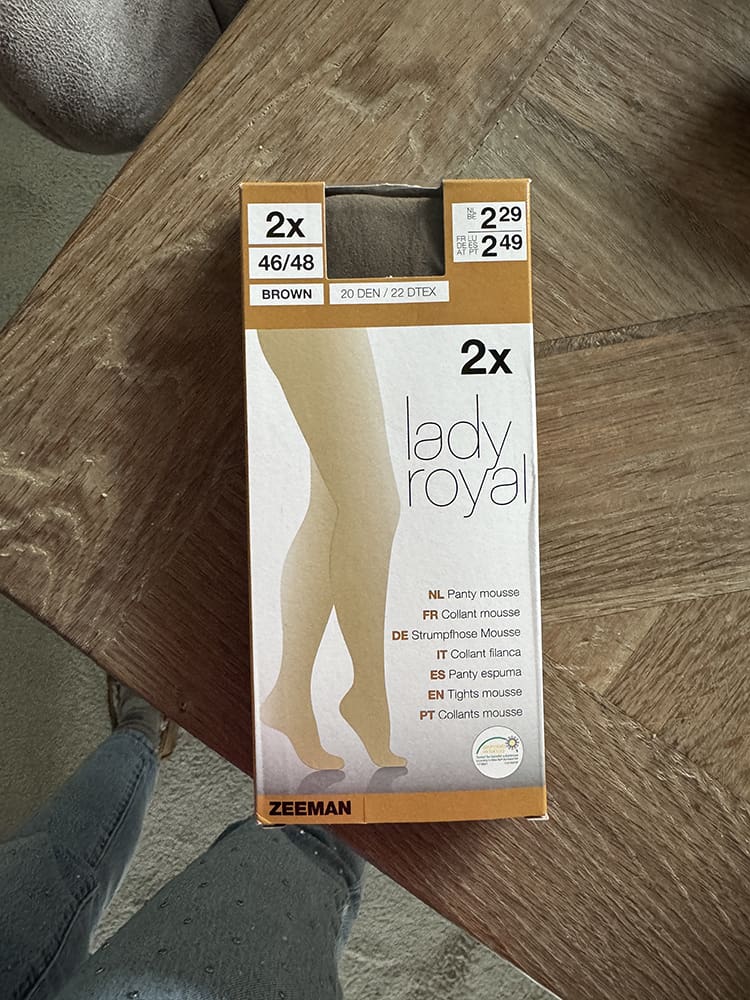 2x
46/48
BROWN
20 DEN / 22 DTEX
NL
BE
2 29
FR LU
DE ES
AT PT
2 49
2x
lady
royal
NL Panty mousse
FR Collant mousse
DE Strumpfhose Mousse
IT Collant filanca
ES Panty espuma
EN Tights mousse
PT Collants mousse
ZEEMAN